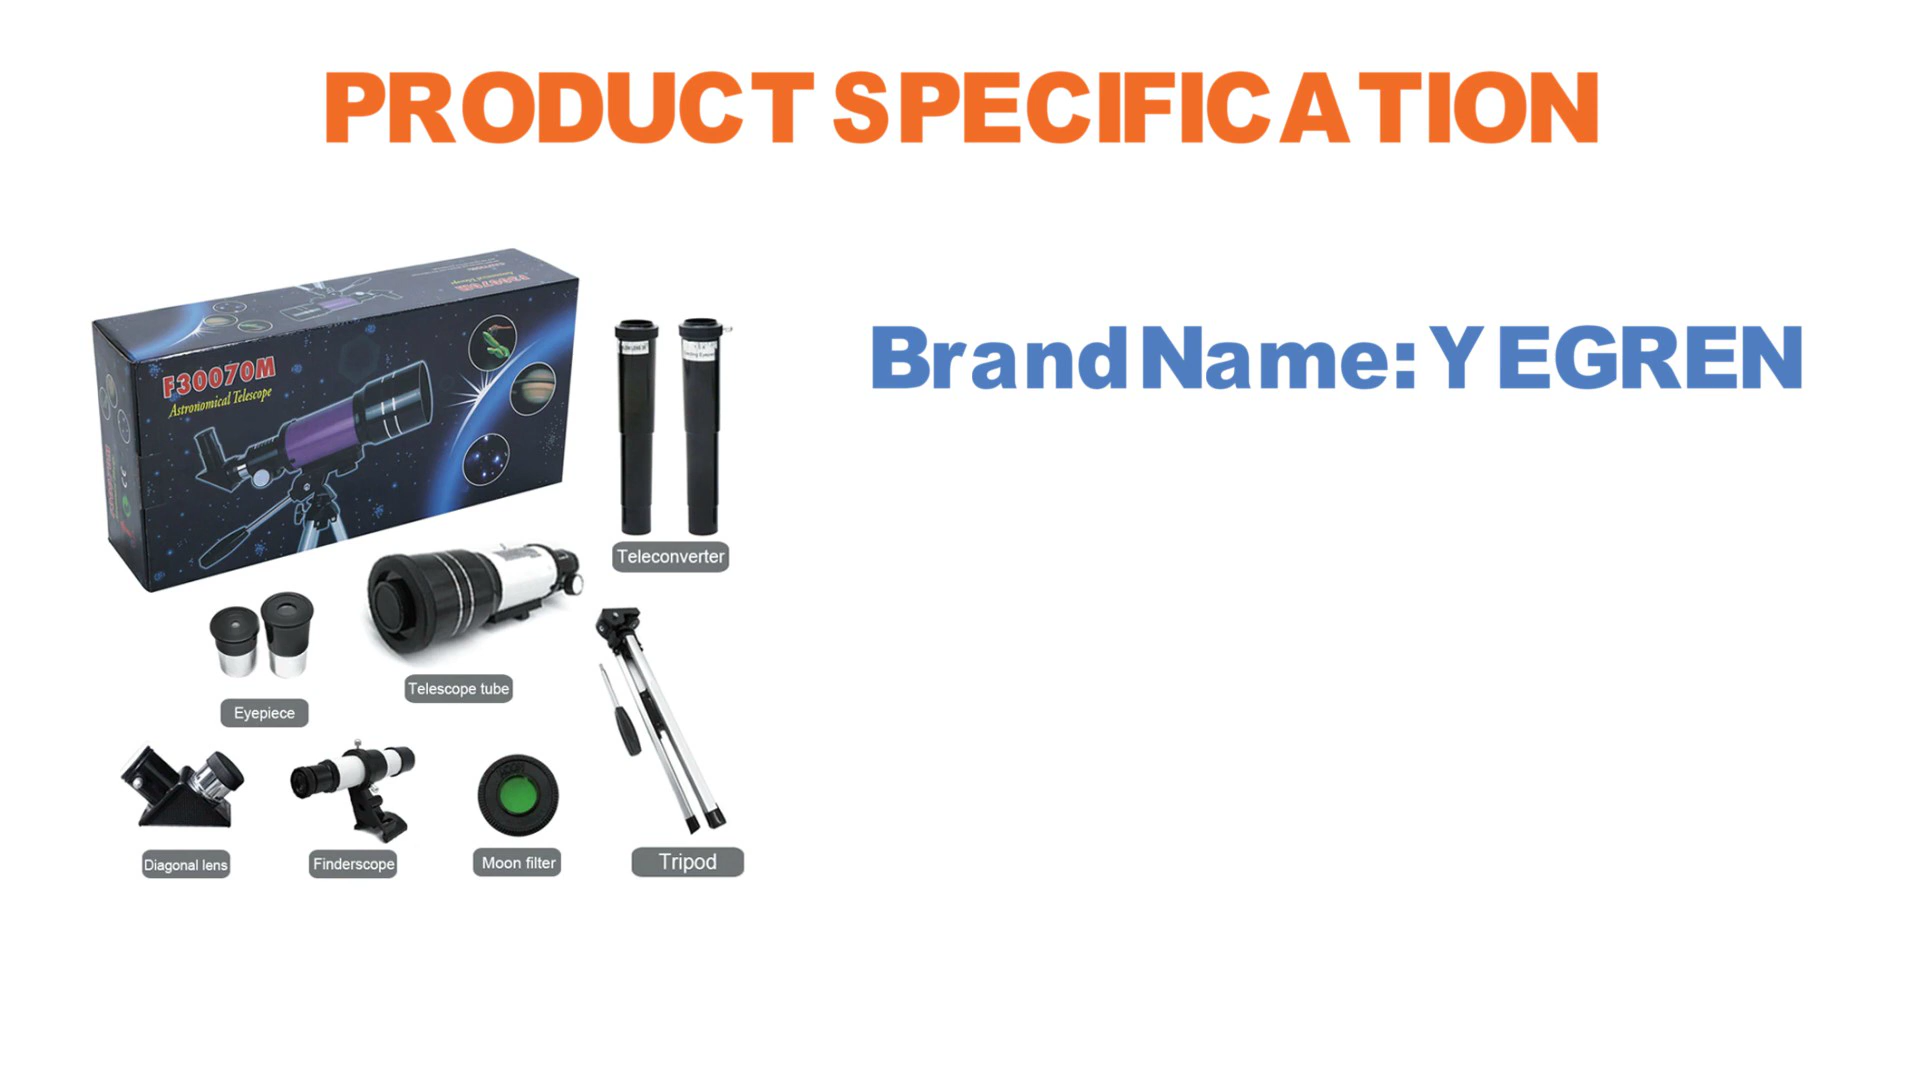 PRODUCT SPECIFICATION
Brand Name: YEGREN
F30070M
Astronomical Telescope
Teleconverter
Telescope tube
Eyepiece
Diagonal lens
Finderscope
Moon filter
Tripod